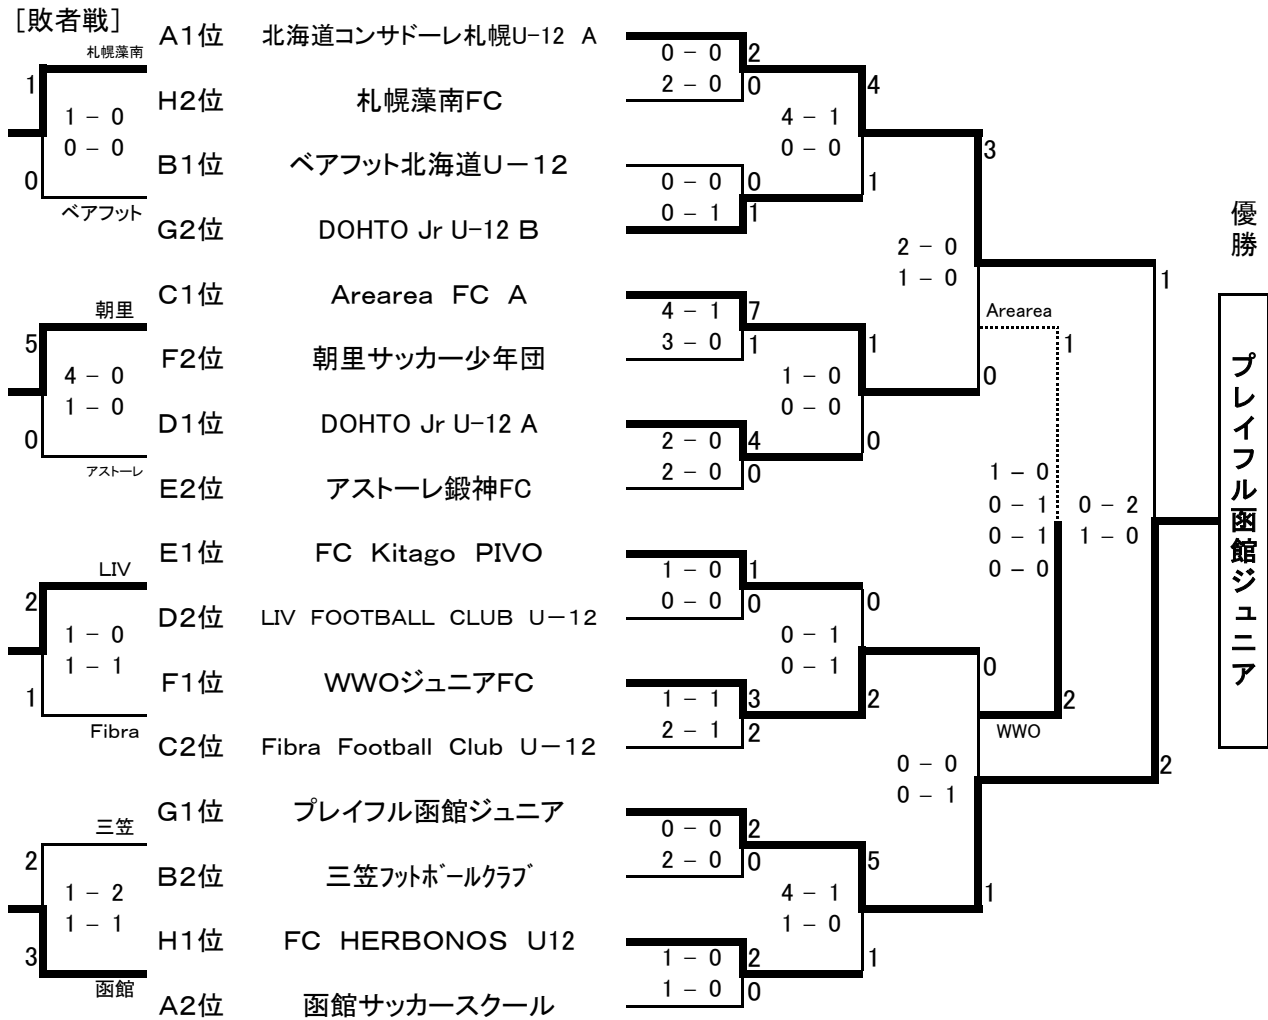 [敗者戦]
A1位 北海道コンサドーレ札幌U-12 A
札幌藻南
0 - 0 2
1
2 - 0 0
4
H2位 札幌藻南FC
1 - 0
4 - 1
0 - 0
0 - 0
3
B1位 ベアフット北海道U-12
0
0 - 0 0
1
ベアフット
0 - 1 1
G2位 DOHTO Jr U-12 B
2 - 0
1 - 0
1
優勝
C1位 Arearea FC A
朝里
4 - 1 7
Arearea
5
3 - 0 1
1
1
F2位 朝里サッカー少年団
4 - 0
1 - 0
0
1 - 0
0 - 0
D1位 DOHTO Jr U-12 A
0
2 - 0 4
0
アストーレ
2 - 0 0
1 - 0
E2位 アストーレ鍛神FC
0 - 1
0 - 2
0 - 1
1 - 0
0 - 0
プレイフル函館ジュニア
E1位 FC Kitago PIVO
LIV
1 - 0 1
2
0 - 0 0
0
D2位 LIV FOOTBALL CLUB U-12
1 - 0
0 - 1
1 - 1
0 - 1
0
F1位 WWOジュニアFC
1
1 - 1 3
2
2
Fibra
2 - 1 2
WWO
C2位 Fibra Football Club U-12
0 - 0
0 - 1
2
G1位 プレイフル函館ジュニア
三笠
0 - 0 2
2
2 - 0 0
5
B2位 三笠フットボールクラブ
1 - 2
4 - 1
1 - 1
1 - 0
1
H1位 FC HERBONOS U12
3
1 - 0 2
1
函館
1 - 0 0
A2位 函館サッカースクール